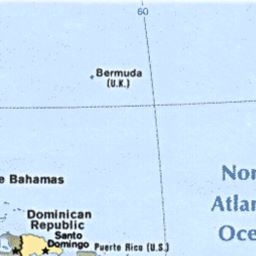 60
Bermuda
(U.K.)
e Bahamas
Nor
Atlan
Oce
Dominican
Republic
Santo
Domingo
Puerto Rico (U.S.)